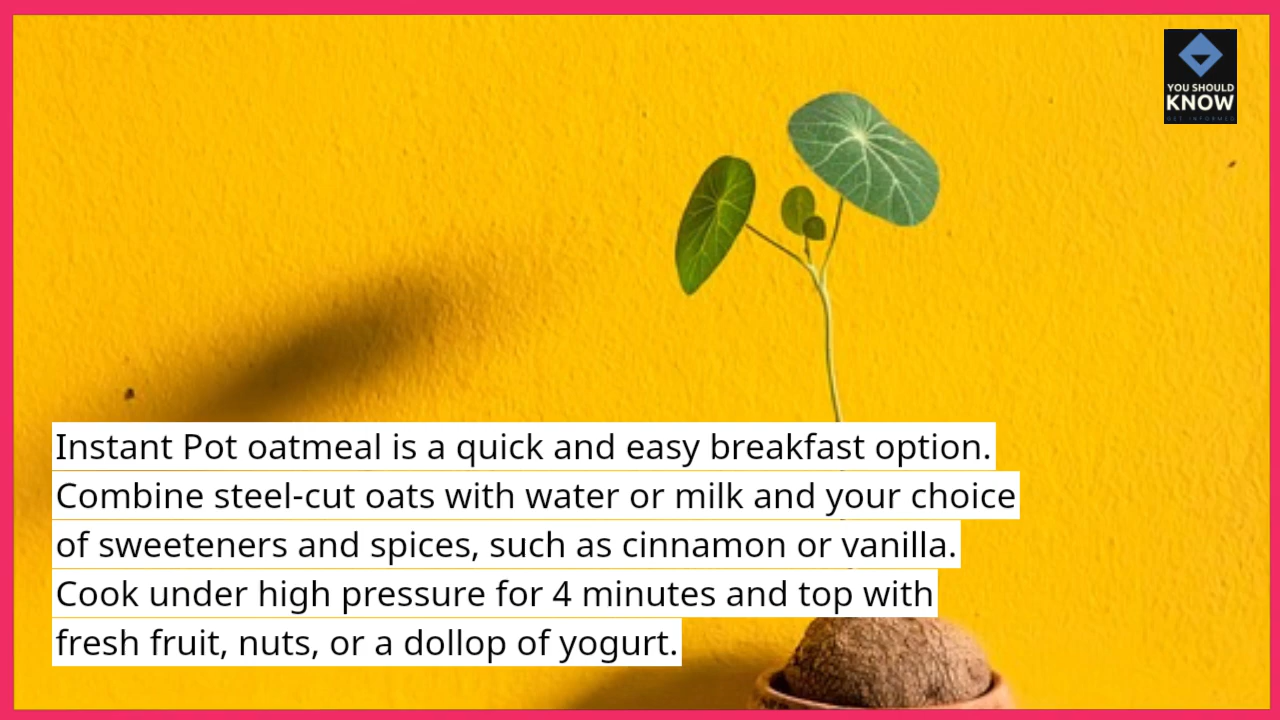 YOU SHOULD
KNOW
GET INFORMED
Instant Pot oatmeal is a quick and easy breakfast option.
Combine steel-cut oats with water or milk and your choice
of sweeteners and spices, such as cinnamon or vanilla.
Cook under high pressure for 4 minutes and top with
fresh fruit, nuts, or a dollop of yogurt.